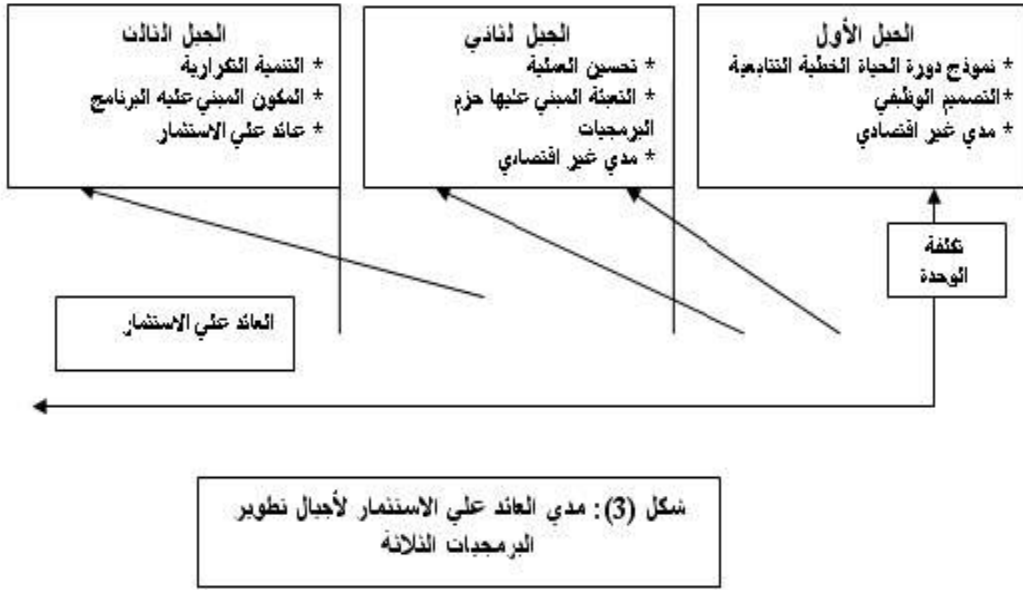 الجيل الأول
* نموذج دورة الحياة الخطية التتابعية
*التصميم الوظيفي
* مدي غير اقتصادي
الجيل لثاني
* تحسين العملية
* التعبئة المبني عليها حزم
البرمجيات
* مدي غير اقتصادي
الجيل الثالث
* التنمية التكرارية
* المكون المبني عليه البرنامج
* عائد علي الاستثمار
تكلفة
الوحدة
العائد علي الاستثمار
شكل (3): مدي العائد علي الاستثمار لأجيال تطوير
البرمجيات الثلاثة